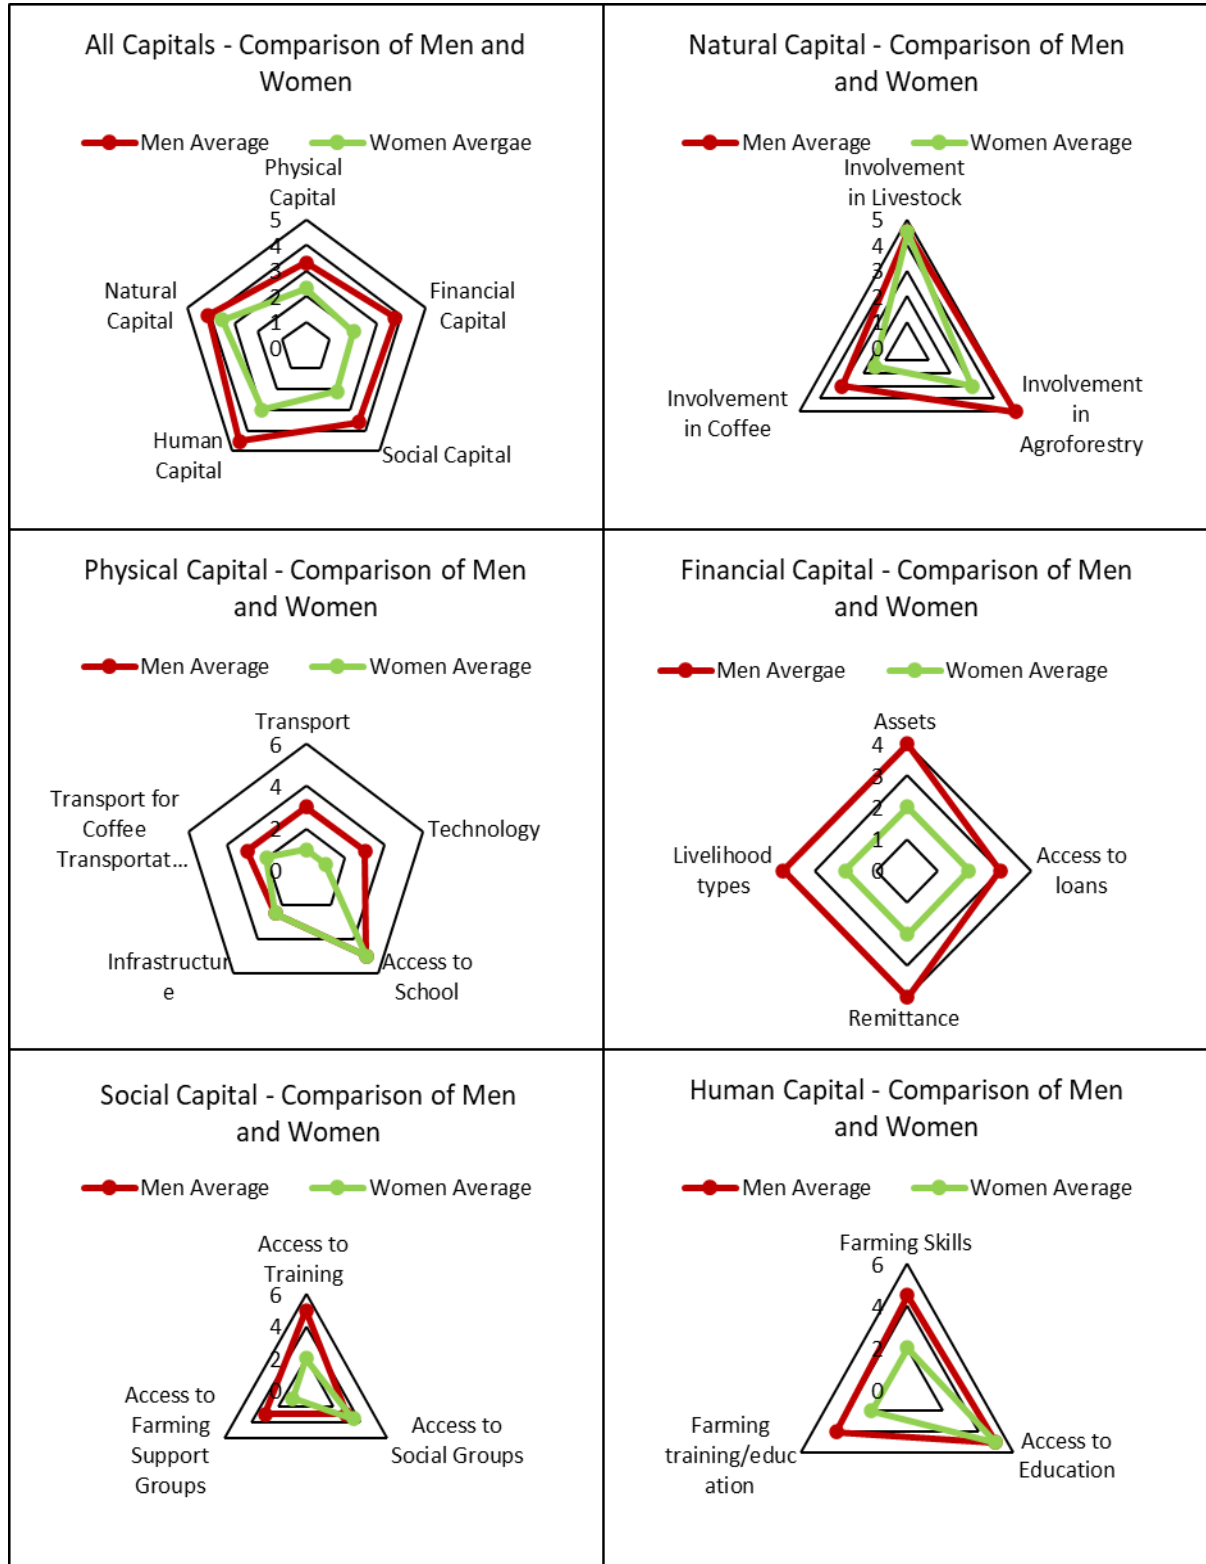 All Capitals - Comparison of Men and
Women
Men Average
Women Avergae
Physical
Capital
5
4
3
2
1
0
Financial
Capital
Social Capital
Human
Capital
Natural
Capital
Natural Capital - Comparison of Men
and Women
Men Average
Women Average
Involvement
in Livestock
5
4
3
2
1
0
Involvement
in
Agroforestry
Involvement
in Coffee
Physical Capital - Comparison of Men
and Women
Men Average
Women Average
Transport
6
4
2
0
Technology
Access to
School
Infrastructur
e
Transport for
Coffee
Transportat...
Financial Capital - Comparison of Men
and Women
Men Avergae
Women Average
Assets
4
3
2
1
0
Access to
loans
Remittance
Livelihood
types
Social Capital - Comparison of Men
and Women
Men Average
Women Average
Access to
Training
6
4
2
0
Access to
Social Groups
Access to
Farming
Support
Groups
Human Capital - Comparison of Men
and Women
Men Average
Women Average
Farming Skills
6
4
2
0
Access to
Education
Farming
training/educ
ation